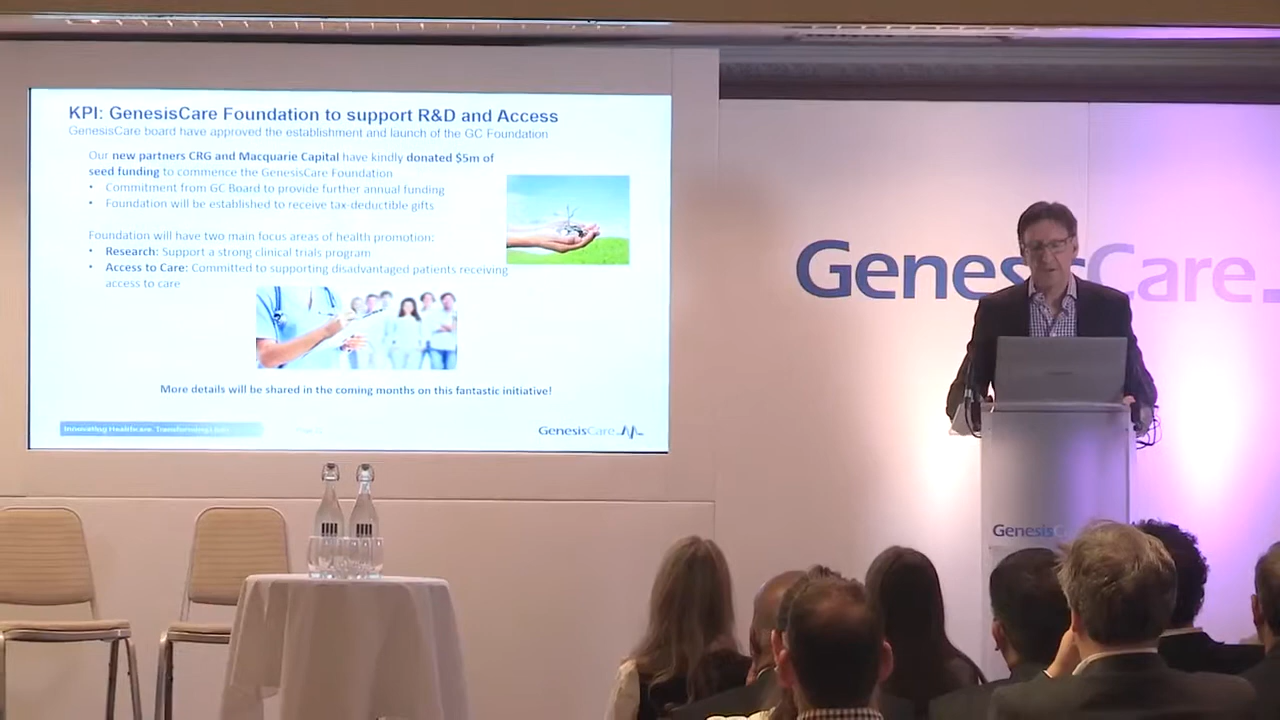 KPI: GenesisCare Foundation to support R&D and Access
GenesisCare board have approved the establishment and launch of the GC Foundation
Our new partners CRG and Macquarie Capital have kindly donated $5m of
seed funding to commence the GenesisCare Foundation
• Commitment from GC Board to provide further annual funding
• Foundation will be established to receive tax-deductible gifts
Foundation will have two main focus areas of health promotion:
• Research: Support a strong clinical trials program
• Access to Care: Committed to supporting disadvantaged patients receiving
access to care
More details will be shared in the coming months on this fantastic initiative!
Innovating Healthcare. Transforming Lives.
GenesisCare
GenesisCare
GenesisC